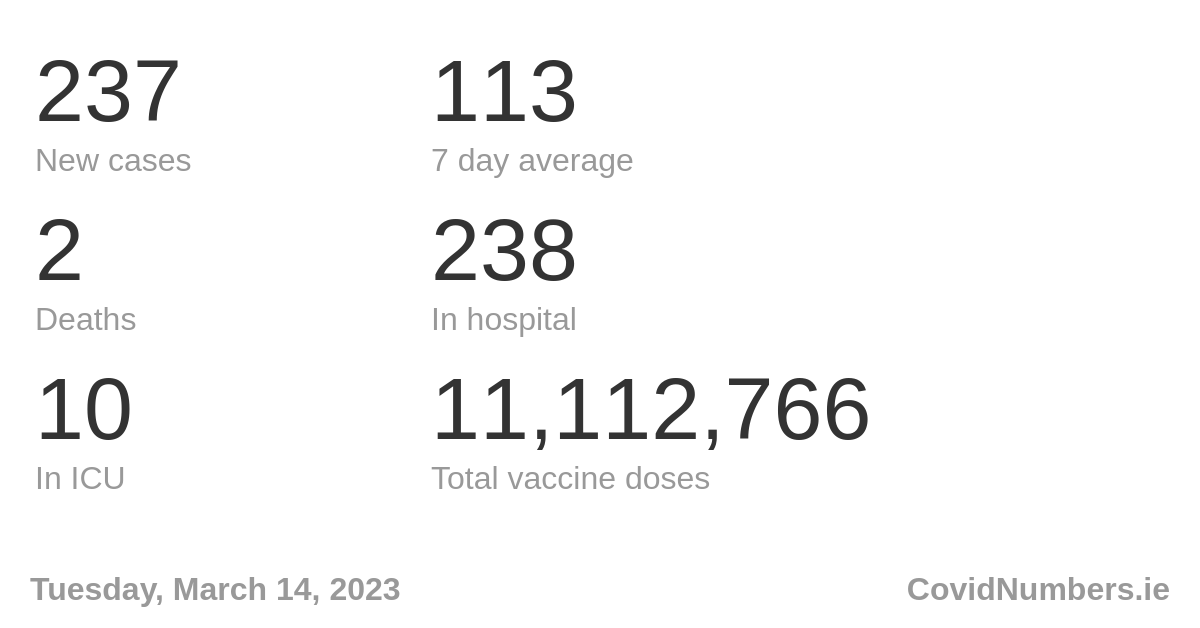 237
New cases
113
7 day average
2
Deaths
238
In hospital
10
In ICU
11,112,766
Total vaccine doses
Tuesday, March 14, 2023
CovidNumbers.ie